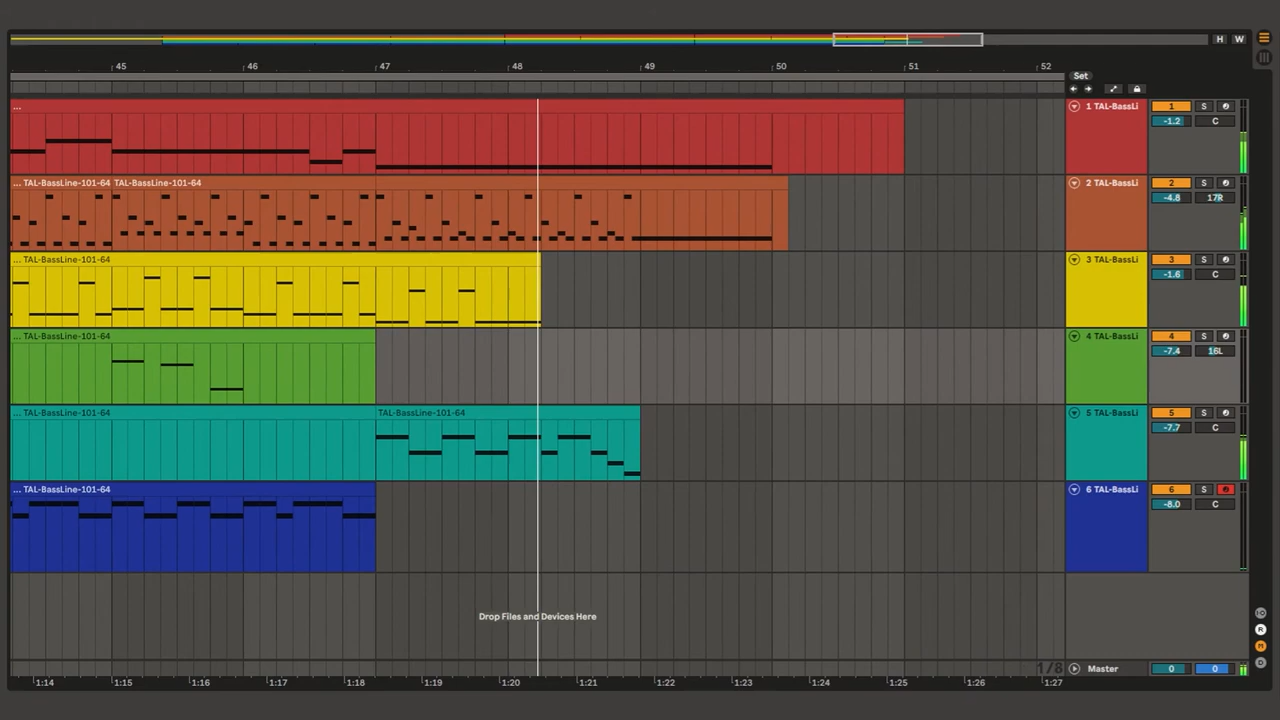 H W
45 46 47 48 49 50 51 52
Set
... 1 TAL-BassLi 1 S
-1.2 C
... TAL-BassLine-101-64 TAL-BassLine-101-64 2 TAL-BassLi 2 S
-4.8 17R
... TAL-BassLine-101-64 3 TAL-BassLi 3 S
-1.6 C
... TAL-BassLine-101-64 4 TAL-BassLi 4 S
-7.4 16L
... TAL-BassLine-101-64 TAL-BassLine-101-64 5 TAL-BassLi 5 S
-7.7 C
... TAL-BassLine-101-64 6 TAL-BassLi 6 S
-8.0 C
Drop Files and Devices Here
IO
R
M
D
1/8 Master 0 0
1:14 1:15 1:16 1:17 1:18 1:19 1:20 1:21 1:22 1:23 1:24 1:25 1:26 1:27